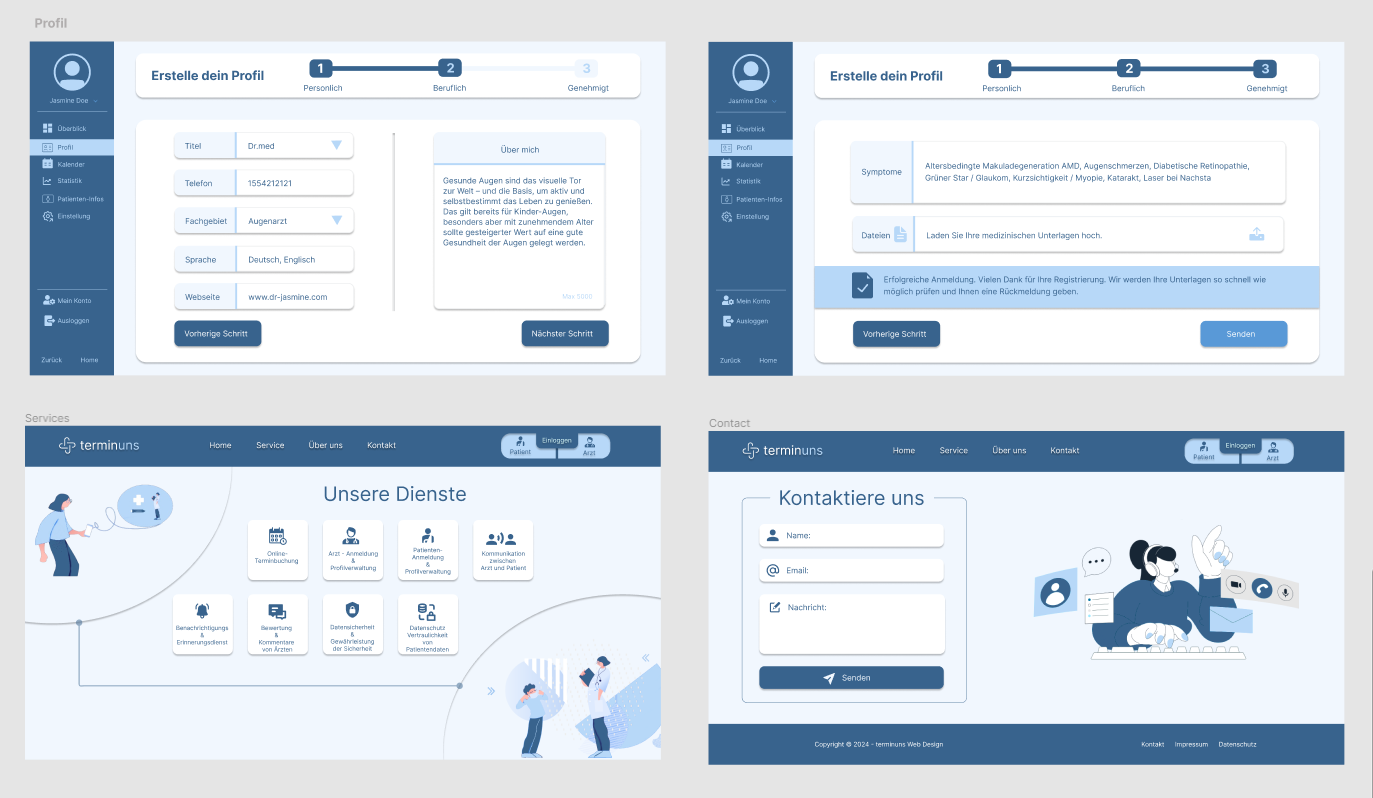 Profil
Jasmine Doe
Überblick
Profil
Kalender
Statistik
Patienten-Infos
Einstellung
Mein Konto
Ausloggen
Zurück Home
Erstelle dein Profil
1 2 3
Personlich Beruflich Genehmigt
Titel Dr.med
Telefon 1554212121
Fachgebiet Augenarzt
Sprache Deutsch, Englisch
Webseite www.dr-jasmine.com
Über mich
Gesunde Augen sind das visuelle Tor
zur Welt – und die Basis, um aktiv und
selbstbestimmt das Leben zu genießen.
Das gilt bereits für Kinder-Augen,
besonders aber mit zunehmendem Alter
sollte gesteigerter Wert auf eine gute
Gesundheit der Augen gelegt werden.
Max 5000
Vorherige Schritt Nächster Schritt
Jasmine Doe
Überblick
Profil
Kalender
Statistik
Patienten-Infos
Einstellung
Mein Konto
Ausloggen
Zurück Home
Erstelle dein Profil
1 2 3
Personlich Beruflich Genehmigt
Symptome
Altersbedingte Makuladegeneration AMD, Augenschmerzen, Diabetische Retinopathie,
Grüner Star / Glaukom, Kurzsichtigkeit / Myopie, Katarakt, Laser bei Nachsta
Dateien Laden Sie Ihre medizinischen Unterlagen hoch.
Erfolgreiche Anmeldung. Vielen Dank für Ihre Registrierung. Wir werden Ihre Unterlagen so schnell wie
möglich prüfen und Ihnen eine Rückmeldung geben.
Vorherige Schritt Senden
Services
terminuns Home Service Über uns Kontakt
Einloggen
Patient Arzt
Unsere Dienste
Online-
Terminbuchung
Arzt - Anmeldung
&
Profilverwaltung
Patienten-
Anmeldung
&
Profilverwaltung
Kommunikation
zwischen
Arzt und Patient
Benachrichtigungs
&
Erinnerungsdienst
Bewertung
&
Kommentare
von Ärzten
Datensicherheit
&
Gewährleistung
der Sicherheit
Datenschutz
Vertraulichkeit
von
Patientendaten
Contact
terminuns Home Service Über uns Kontakt
Einloggen
Patient Arzt
Kontaktiere uns
Name:
Email:
Nachricht:
Senden
Copyright © 2024 - terminuns Web Design
Kontakt Impressum Datenschutz